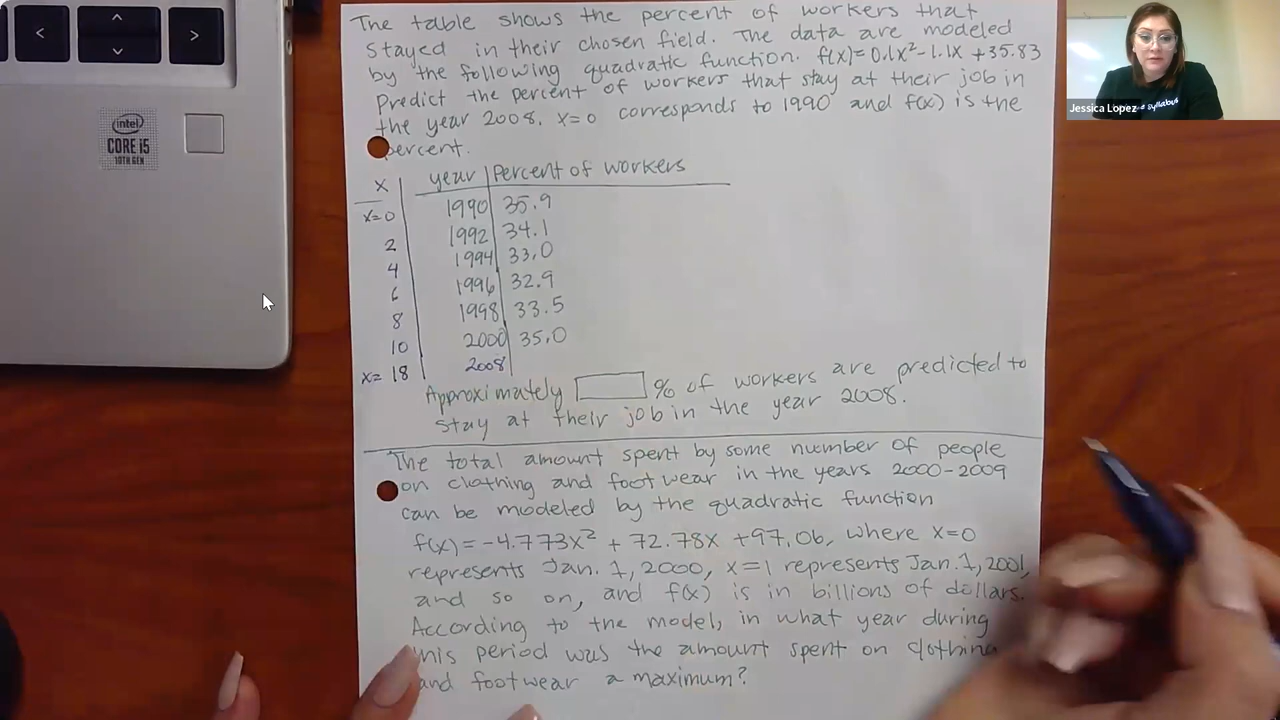 The table shows the percent of workers that
stayed in their chosen field. The data are modeled
by the following quadratic function. f(x)=0.1x²-1.1x +35.83
Predict the percent of workers that stay at their job in
the year 2008. x=0 corresponds to 1990 and f(x) is the
percent.
x year Percent of workers
x=0 1990 35.9
2 1992 34.1
4 1994 33.0
6 1996 32.9
8 1998 33.5
10 2000 35.0
x= 18 2008
Approximately % of workers are predicted to
stay at their job in the year 2008.
The total amount spent by some number of people
on clothing and footwear in the years 2000-2009
can be modeled by the quadratic function
f(x)=-4.773x² + 72.78x +97.06, where x=0
represents Jan. 1, 2000, x=1 represents Jan. 1, 2001,
and so on, and f(x) is in billions of dollars.
According to the model, in what year during
this period was the amount spent on clothing
and footwear a maximum?
intel
CORE i5
10TH GEN
Jessica Lopez
syllabus